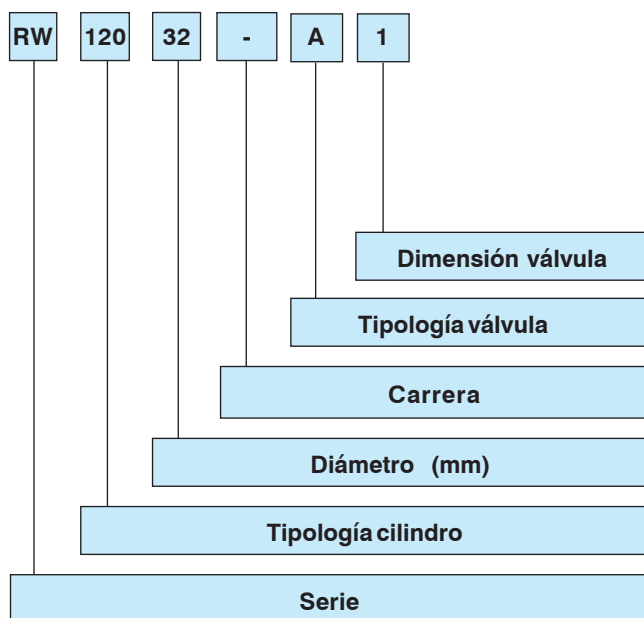 RW 120 32 - A 1
Dimensión válvula
Tipología válvula
Carrera
Diámetro (mm)
Tipología cilindro
Serie